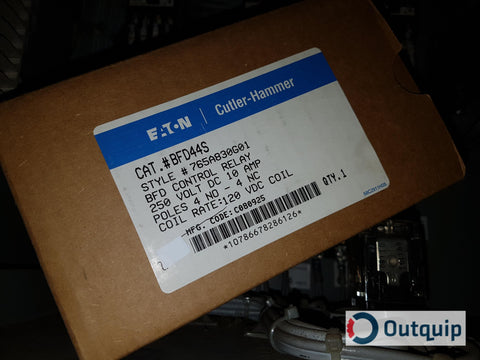 EATON | Cutler-Hammer
CAT.#BFD44S
STYLE # 765A830G01
BFD CONTROL RELAY
250 VOLT DC 10 AMP
POLES 4 NO - 4 NC
COIL RATE:120 VDC COIL
MFG. CODE:C080925
QTY.1
*10786678286126*
Outquip